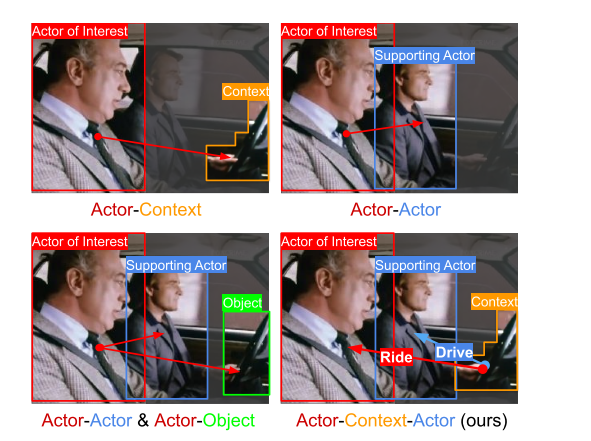 Actor of Interest
Context
Actor-Context
Actor of Interest
Supporting Actor
Actor-Actor
Actor of Interest
Supporting Actor
Object
Actor-Actor & Actor-Object
Actor of Interest
Supporting Actor
Context
Ride
Drive
Actor-Context-Actor (ours)